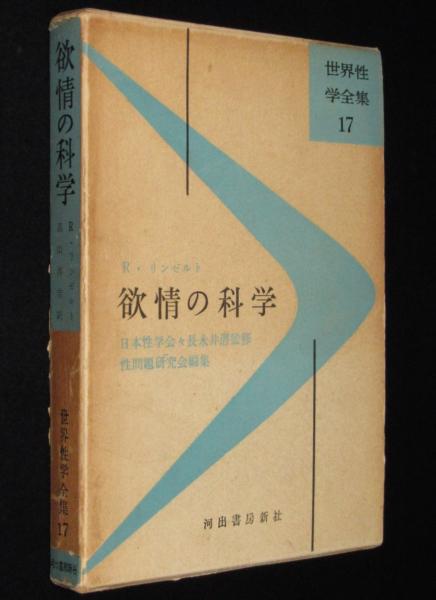 世界性
学全集
17
R・リンゼルト
欲情の科学
日本性学会々長永井潜監修
性問題研究会編集
河出書房新社
欲情の科学
R・リンゼルト
世界性学全集
17